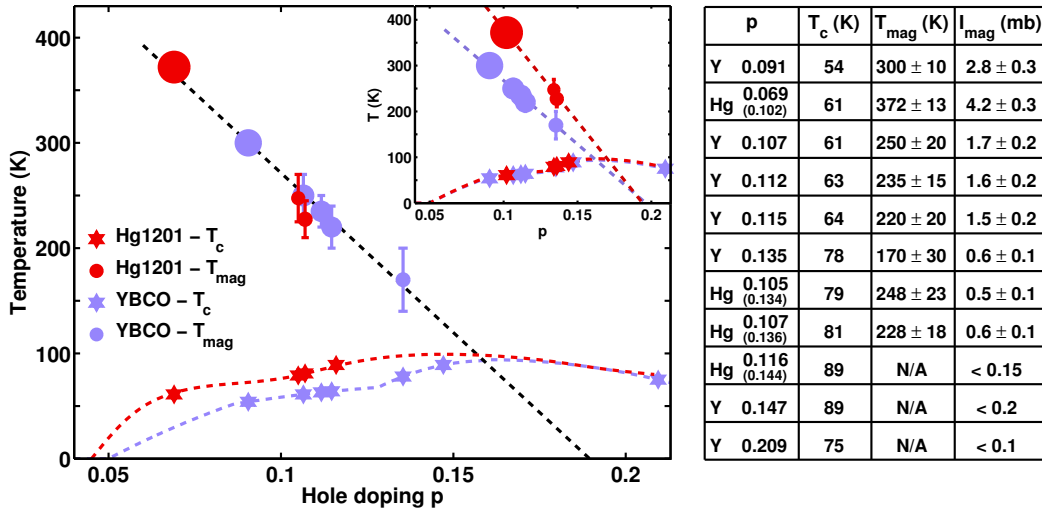 400
300
200
100
0
Temperature (K)
0.05
0.1
0.15
0.2
Hole doping p
Hg1201 – T_c
Hg1201 – T_mag
YBCO – T_c
YBCO – T_mag
400
300
200
100
0
T (K)
0.05
0.1
0.15
0.2
p
p T_c (K) T_mag (K) I_mag (mb)
Y 0.091 54 300 ± 10 2.8 ± 0.3
Hg 0.069 (0.102) 61 372 ± 13 4.2 ± 0.3
Y 0.107 61 250 ± 20 1.7 ± 0.2
Y 0.112 63 235 ± 15 1.6 ± 0.2
Y 0.115 64 220 ± 20 1.5 ± 0.2
Y 0.135 78 170 ± 30 0.6 ± 0.1
Hg 0.105 (0.134) 79 248 ± 23 0.5 ± 0.1
Hg 0.107 (0.136) 81 228 ± 18 0.6 ± 0.1
Hg 0.116 (0.144) 89 N/A < 0.15
Y 0.147 89 N/A < 0.2
Y 0.209 75 N/A < 0.1